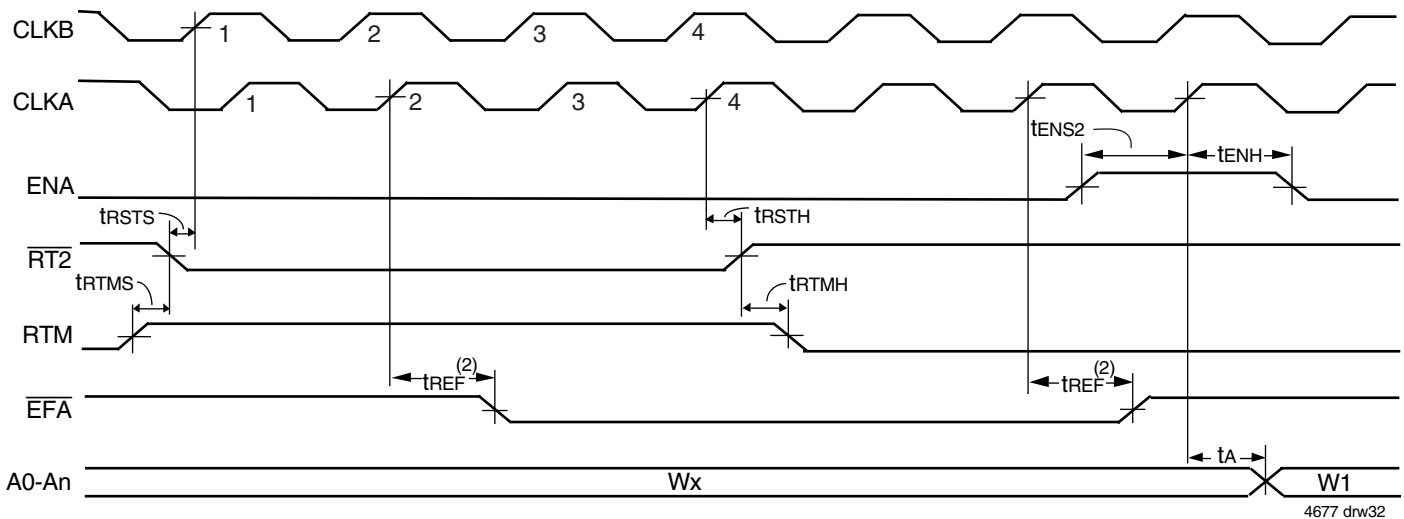 CLKB 1 2 3 4
CLKA 1 2 3 4
tENS2 tENH
ENA
tRSTS tRSTH
RT2
tRTMS tRTMH
RTM
tREF(2) tREF(2)
EFA
tA
A0-An Wx W1
4677 drw32